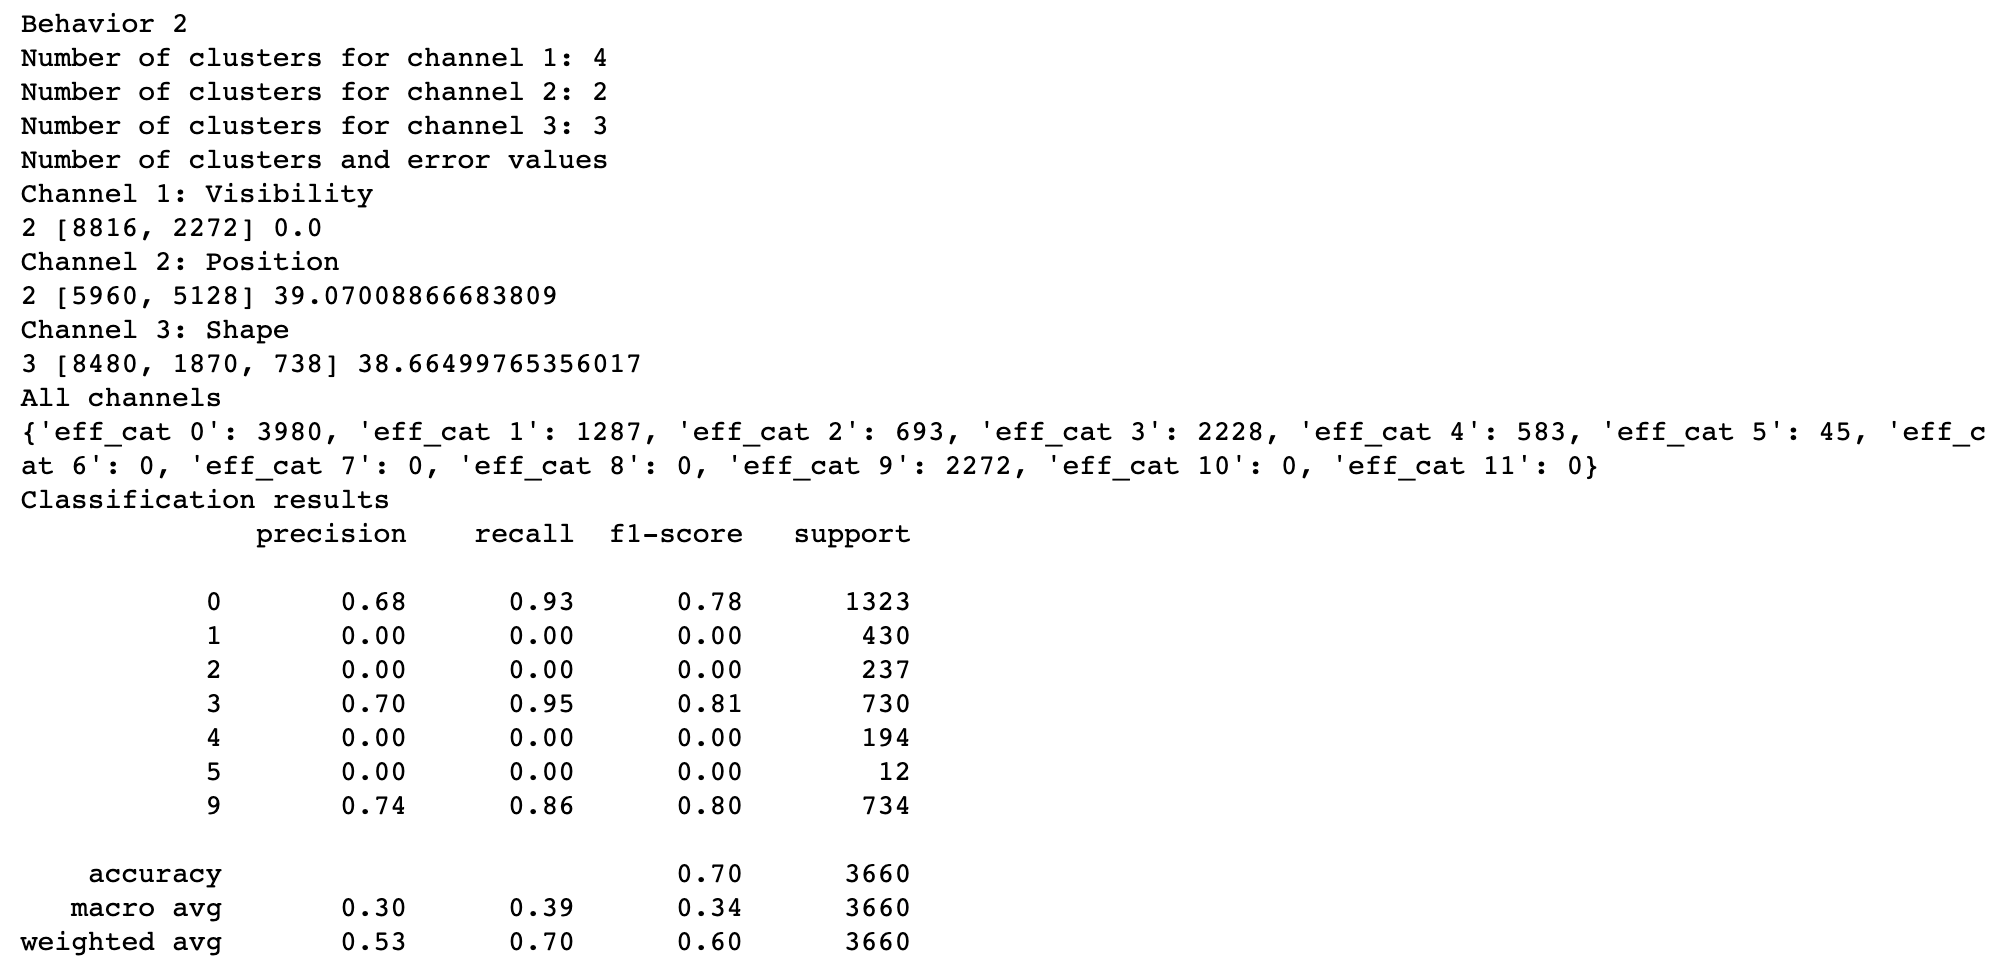 Behavior 2
Number of clusters for channel 1: 4
Number of clusters for channel 2: 2
Number of clusters for channel 3: 3
Number of clusters and error values
Channel 1: Visibility
2 [8816, 2272] 0.0
Channel 2: Position
2 [5960, 5128] 39.07008866683809
Channel 3: Shape
3 [8480, 1870, 738] 38.66499765356017
All channels
{'eff_cat 0': 3980, 'eff_cat 1': 1287, 'eff_cat 2': 693, 'eff_cat 3': 2228, 'eff_cat 4': 583, 'eff_cat 5': 45, 'eff_c
at 6': 0, 'eff_cat 7': 0, 'eff_cat 8': 0, 'eff_cat 9': 2272, 'eff_cat 10': 0, 'eff_cat 11': 0}
Classification results
precision recall f1-score support
0 0.68 0.93 0.78 1323
1 0.00 0.00 0.00 430
2 0.00 0.00 0.00 237
3 0.70 0.95 0.81 730
4 0.00 0.00 0.00 194
5 0.00 0.00 0.00 12
9 0.74 0.86 0.80 734
accuracy 0.70 3660
macro avg 0.30 0.39 0.34 3660
weighted avg 0.53 0.70 0.60 3660